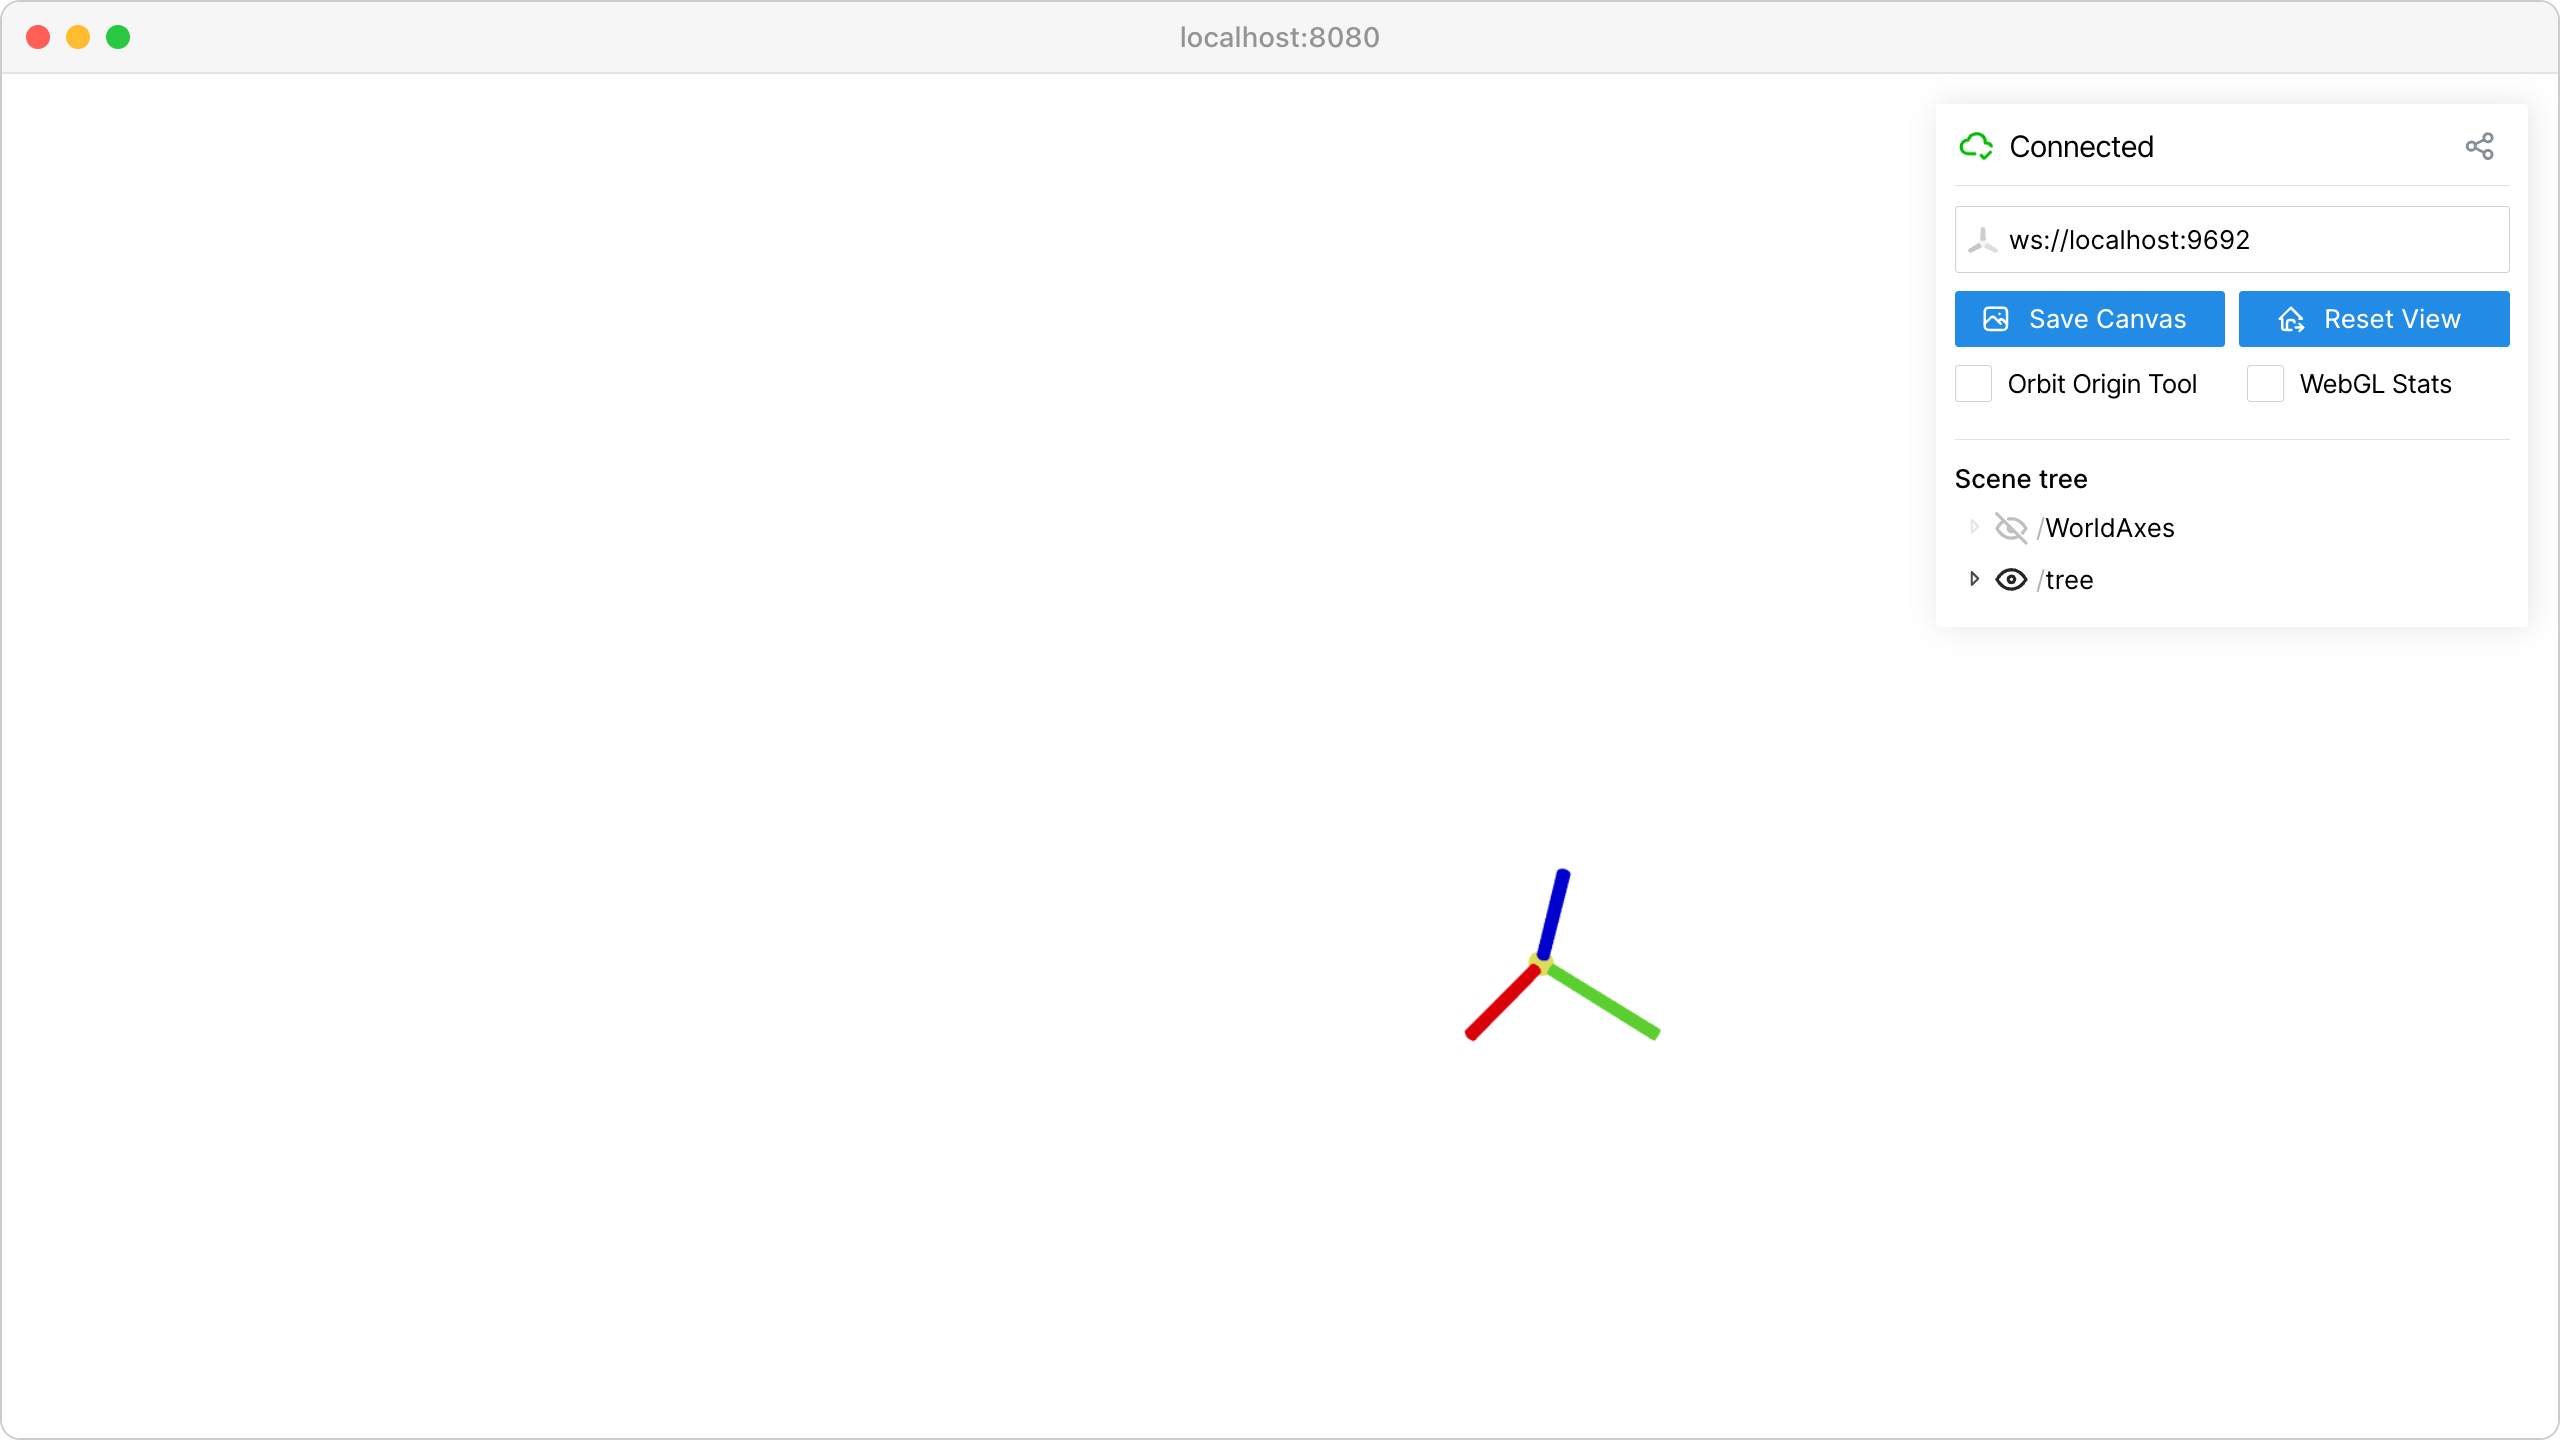 localhost:8080
Connected
ws://localhost:9692
Save Canvas Reset View
Orbit Origin Tool WebGL Stats
Scene tree
/WorldAxes
/tree